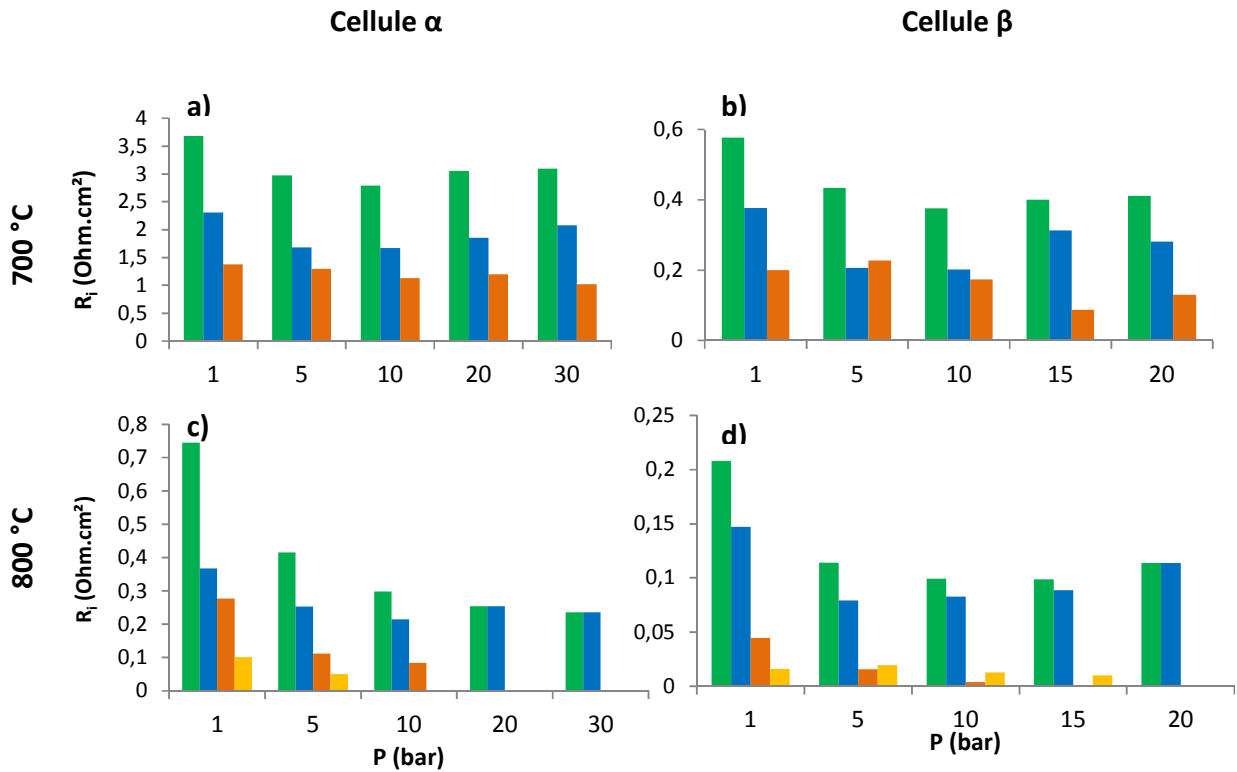 Cellule α
Cellule β
700 °C
a)
R_i (Ohm.cm²)
4
3,5
3
2,5
2
1,5
1
0,5
0
1 5 10 20 30
b)
0,6
0,4
0,2
0
1 5 10 15 20
800 °C
c)
R_i (Ohm.cm²)
0,8
0,7
0,6
0,5
0,4
0,3
0,2
0,1
0
1 5 10 20 30
P (bar)
d)
0,25
0,2
0,15
0,1
0,05
0
1 5 10 15 20
P (bar)